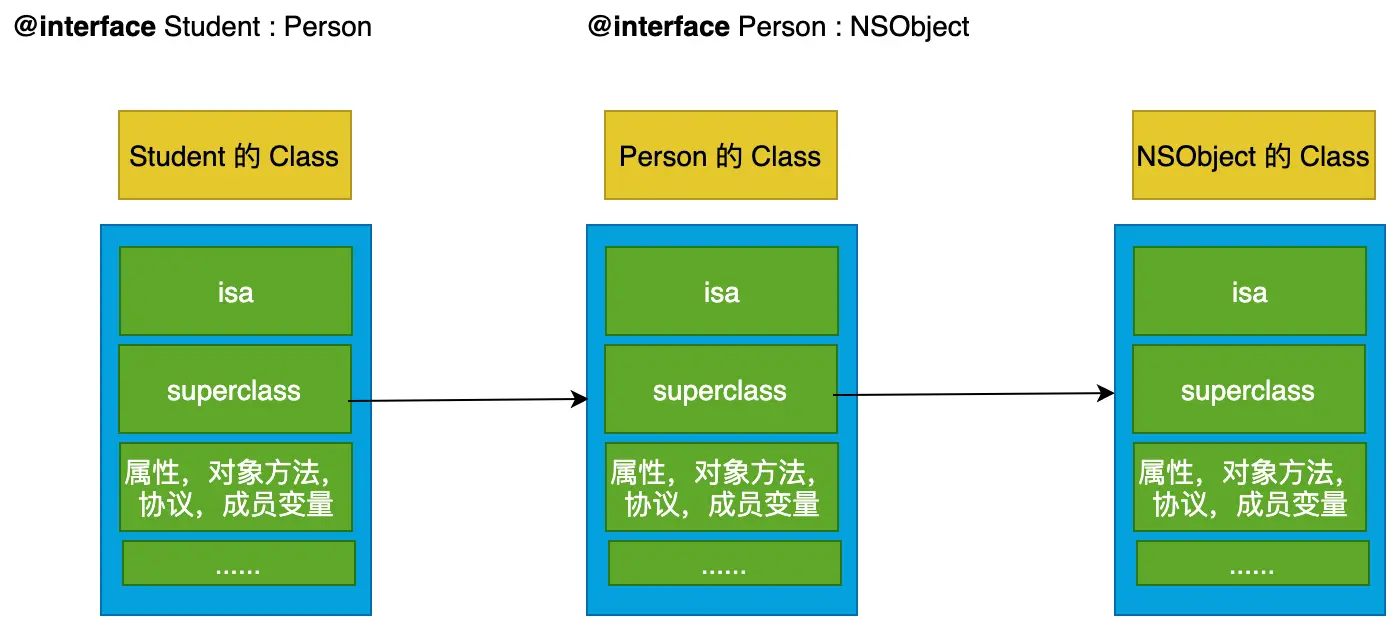 @interface Student : Person
@interface Person : NSObject
Student 的 Class
Person 的 Class
NSObject 的 Class
isa
superclass
属性，对象方法，
协议，成员变量
......
isa
superclass
属性，对象方法，
协议，成员变量
......
isa
superclass
属性，对象方法，
协议，成员变量
......